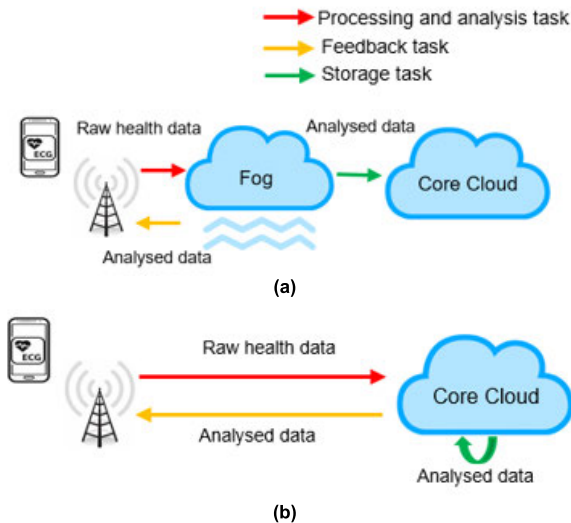 Processing and analysis task
Feedback task
Storage task
Raw health data
Analysed data
ECG
Fog
Core Cloud
Analysed data
(a)
ECG
Raw health data
Core Cloud
Analysed data
Analysed data
(b)